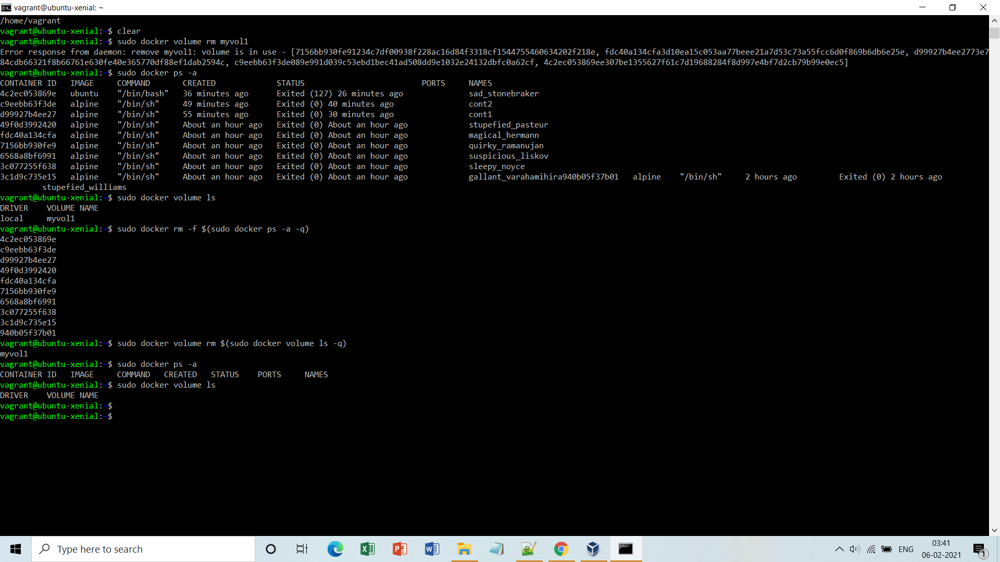 vagrant@ubuntu-xenial: ~
/home/vagrant
vagrant@ubuntu-xenial:~$ clear
vagrant@ubuntu-xenial:~$ sudo docker volume rm myvol1
Error response from daemon: remove myvol1: volume is in use - [7156bb930fe91234c7df00938f228ac16d84f3318cf1544755460634202f218e, fdc40a134cfa3d10ea15c053aa77beee21a7d53c73a55fcc6d0f869b6db6e25e, d99927b4ee2773e7
84cdb66321f8b66761e630fe40e365770df88ef1dab2594c, c9eebb63f3de089e991d039c53ebd1bec41ad508dd9e1032e24132dbfc0a62cf, 4c2ec053869ee307be1355627f61c7d19688284f8d997e4bf7d2cb79b99e0ec5]
vagrant@ubuntu-xenial:~$ sudo docker ps -a
CONTAINER ID   IMAGE     COMMAND       CREATED             STATUS                         PORTS     NAMES
4c2ec053869e   ubuntu    "/bin/bash"   36 minutes ago      Exited (127) 26 minutes ago              sad_stonebraker
c9eebb63f3de   alpine    "/bin/sh"     49 minutes ago      Exited (0) 40 minutes ago                cont2
d99927b4ee27   alpine    "/bin/sh"     55 minutes ago      Exited (0) 30 minutes ago                cont1
49f0d3992420   alpine    "/bin/sh"     About an hour ago   Exited (0) About an hour ago             stupefied_pasteur
fdc40a134cfa   alpine    "/bin/sh"     About an hour ago   Exited (0) About an hour ago             magical_hermann
7156bb930fe9   alpine    "/bin/sh"     About an hour ago   Exited (0) About an hour ago             quirky_ramanujan
6568a8bf6991   alpine    "/bin/sh"     About an hour ago   Exited (0) About an hour ago             suspicious_liskov
3c077255f638   alpine    "/bin/sh"     About an hour ago   Exited (0) About an hour ago             sleepy_noyce
3c1d9c735e15   alpine    "/bin/sh"     About an hour ago   Exited (0) About an hour ago             gallant_varahamihira940b05f37b01   alpine    "/bin/sh"     2 hours ago         Exited (0) 2 hours ago
         stupefied_williams
vagrant@ubuntu-xenial:~$ sudo docker volume ls
DRIVER    VOLUME NAME
local     myvol1
vagrant@ubuntu-xenial:~$ sudo docker rm -f $(sudo docker ps -a -q)
4c2ec053869e
c9eebb63f3de
d99927b4ee27
49f0d3992420
fdc40a134cfa
7156bb930fe9
6568a8bf6991
3c077255f638
3c1d9c735e15
940b05f37b01
vagrant@ubuntu-xenial:~$ sudo docker volume rm $(sudo docker volume ls -q)
myvol1
vagrant@ubuntu-xenial:~$ sudo docker ps -a
CONTAINER ID   IMAGE     COMMAND   CREATED   STATUS    PORTS     NAMES
vagrant@ubuntu-xenial:~$ sudo docker volume ls
DRIVER    VOLUME NAME
vagrant@ubuntu-xenial:~$
vagrant@ubuntu-xenial:~$
Type here to search
ENG
03:41
06-02-2021
1